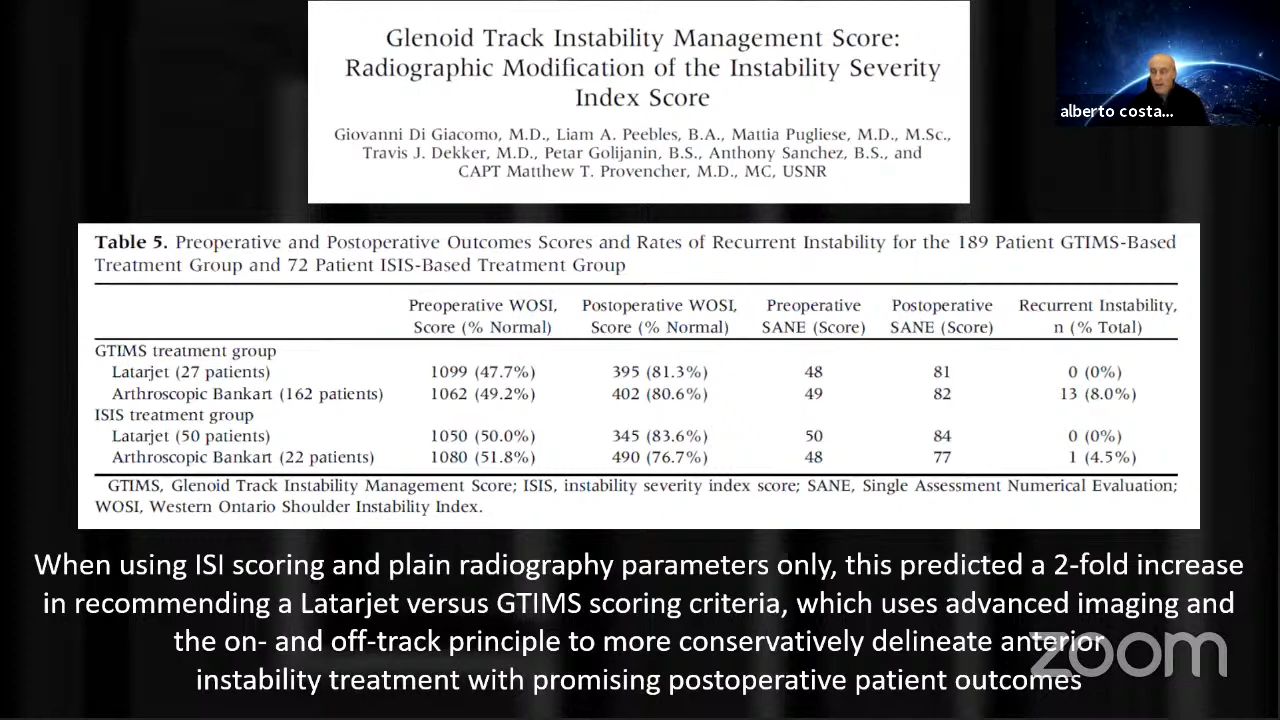 Glenoid Track Instability Management Score:
Radiographic Modification of the Instability Severity
Index Score
Giovanni Di Giacomo, M.D., Liam A. Peebles, B.A., Mattia Pugliese, M.D., M.Sc.,
Travis J. Dekker, M.D., Petar Golijanin, B.S., Anthony Sanchez, B.S., and
CAPT Matthew T. Provencher, M.D., MC, USNR
alberto costa...
Table 5. Preoperative and Postoperative Outcomes Scores and Rates of Recurrent Instability for the 189 Patient GTIMS-Based
Treatment Group and 72 Patient ISIS-Based Treatment Group
Preoperative WOSI, Postoperative WOSI, Preoperative Postoperative Recurrent Instability,
Score (% Normal) Score (% Normal) SANE (Score) SANE (Score) n (% Total)
GTIMS treatment group
Latarjet (27 patients) 1099 (47.7%) 395 (81.3%) 48 81 0 (0%)
Arthroscopic Bankart (162 patients) 1062 (49.2%) 402 (80.6%) 49 82 13 (8.0%)
ISIS treatment group
Latarjet (50 patients) 1050 (50.0%) 345 (83.6%) 50 84 0 (0%)
Arthroscopic Bankart (22 patients) 1080 (51.8%) 490 (76.7%) 48 77 1 (4.5%)
GTIMS, Glenoid Track Instability Management Score; ISIS, instability severity index score; SANE, Single Assessment Numerical Evaluation;
WOSI, Western Ontario Shoulder Instability Index.
When using ISI scoring and plain radiography parameters only, this predicted a 2-fold increase
in recommending a Latarjet versus GTIMS scoring criteria, which uses advanced imaging and
the on- and off-track principle to more conservatively delineate anterior
instability treatment with promising postoperative patient outcomes
zoom